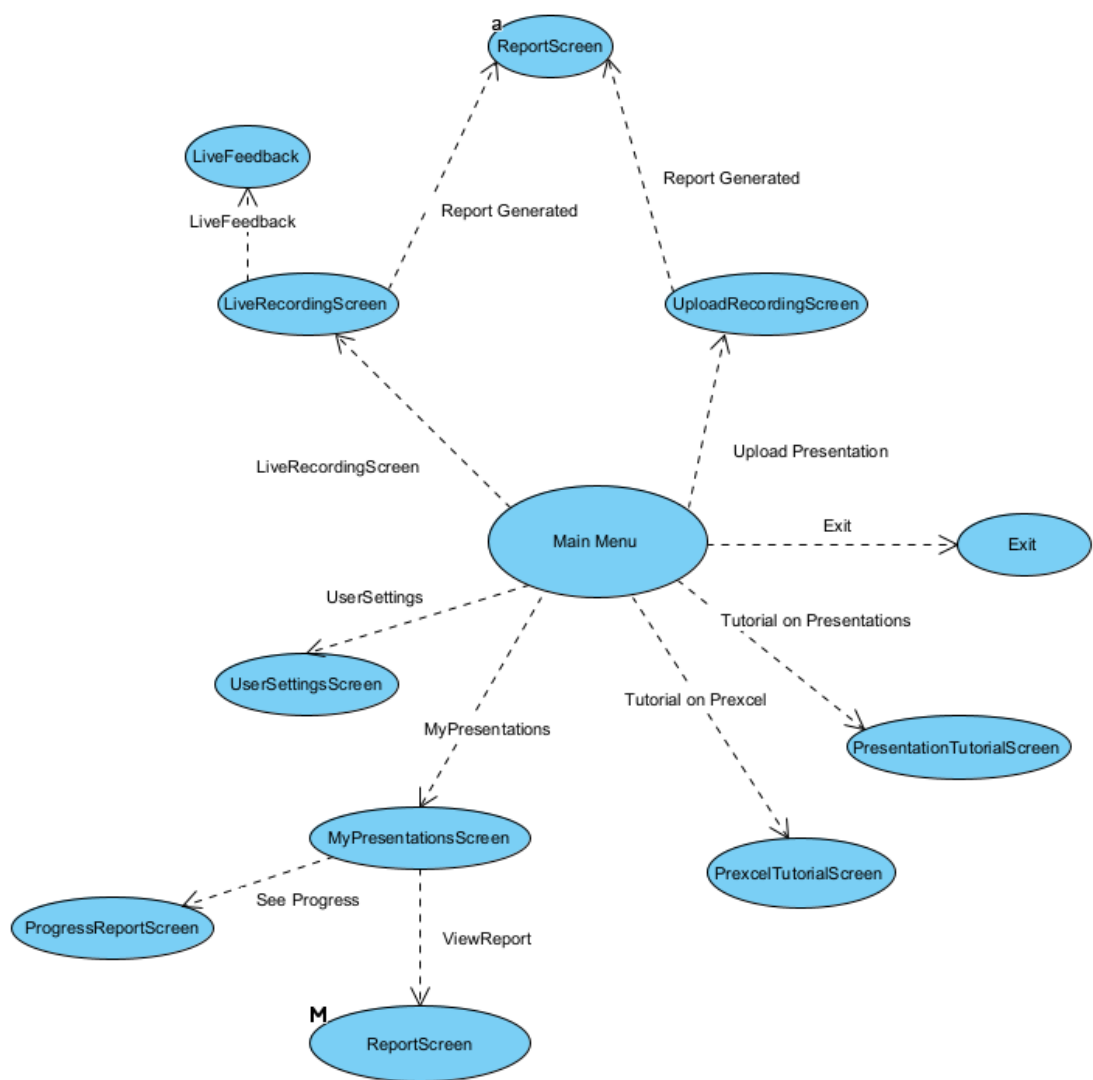 a
ReportScreen
LiveFeedback
Report Generated
LiveFeedback
Report Generated
LiveRecordingScreen
UploadRecordingScreen
Upload Presentation
LiveRecordingScreen
Exit
Main Menu
Exit
UserSettings
Tutorial on Presentations
UserSettingsScreen
Tutorial on Prexcel
MyPresentations
PresentationTutorialScreen
MyPresentationsScreen
PrexcelTutorialScreen
See Progress
ProgressReportScreen
ViewReport
M
ReportScreen